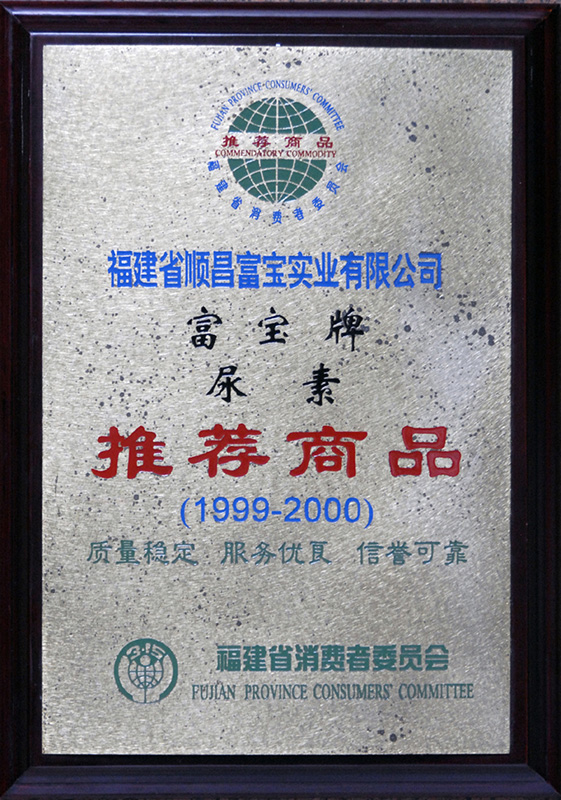 FUJIAN PROVINCE·CONSUMERS' COMMITTEE
推荐商品
COMMENDATORY COMMODITY
福建省消费者委员会
福建省顺昌富宝实业有限公司
富宝牌
尿素
推荐商品
(1999-2000)
质量稳定 服务优良 信誉可靠
福建省消费者委员会
FUJIAN PROVINCE CONSUMERS' COMMITTEE